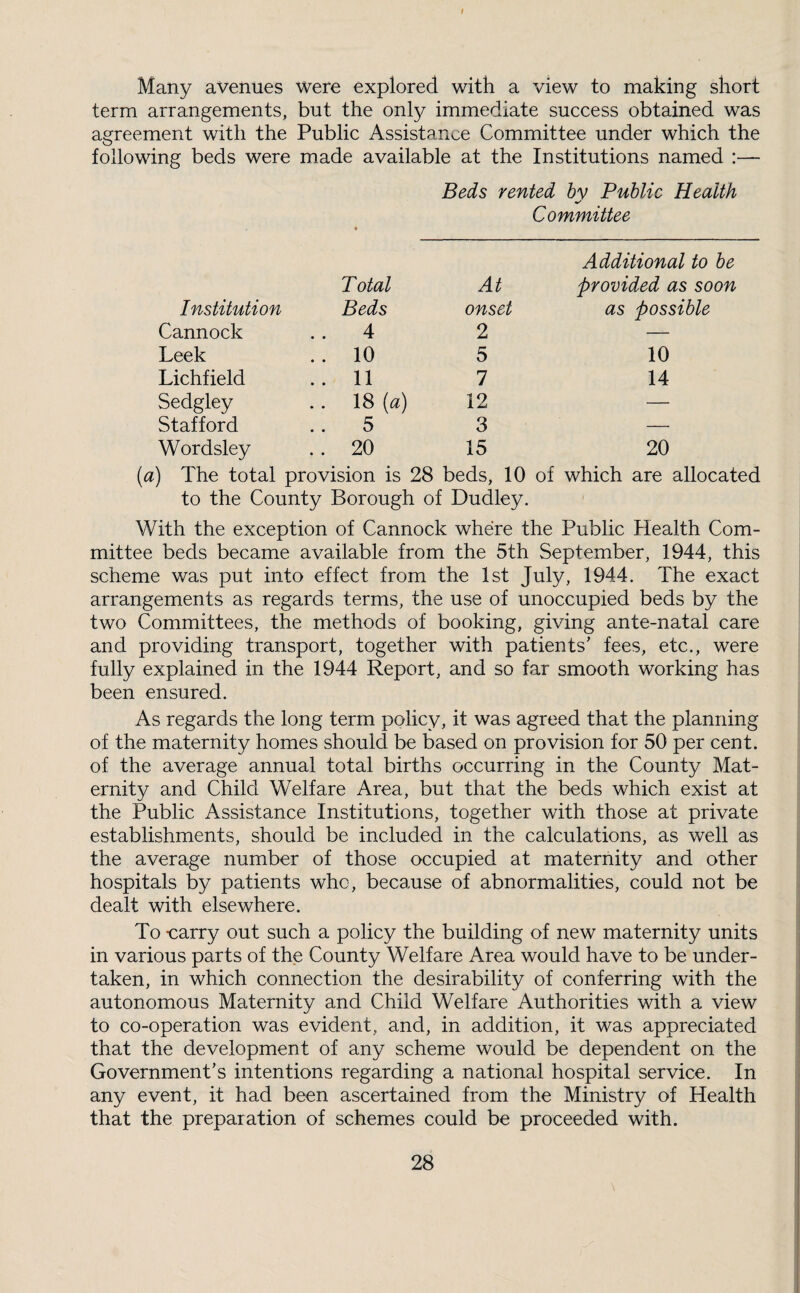 Many avenues were explored with a view to making short
term arrangements, but the only immediate success obtained was
agreement with the Public Assistance Committee under which the
following beds were made available at the Institutions named :—
Beds rented by Public Health
Committee
Additional to be
Total At provided as soon
Institution Beds onset as possible
Cannock .. 4 2 —
Leek .. 10 5 10
Lichfield .. 11 7 14
Sedgley .. 18 (a) 12 —
Stafford .. 5 3 —
Wordsley .. 20 15 20
(a) The total provision is 28 beds, 10 of which are allocated
to the County Borough of Dudley.
With the exception of Cannock where the Public Health Com-
mittee beds became available from the 5th September, 1944, this
scheme was put into effect from the 1st July, 1944. The exact
arrangements as regards terms, the use of unoccupied beds by the
two Committees, the methods of booking, giving ante-natal care
and providing transport, together with patients' fees, etc., were
fully explained in the 1944 Report, and so far smooth working has
been ensured.
As regards the long term policy, it was agreed that the planning
of the maternity homes should be based on provision for 50 per cent.
of the average annual total births occurring in the County Mat-
ernity and Child Welfare Area, but that the beds which exist at
the Public Assistance Institutions, together with those at private
establishments, should be included in the calculations, as well as
the average number of those occupied at maternity and other
hospitals by patients who, because of abnormalities, could not be
dealt with elsewhere.
To carry out such a policy the building of new maternity units
in various parts of the County Welfare Area would have to be under-
taken, in which connection the desirability of conferring with the
autonomous Maternity and Child Welfare Authorities with a view
to co-operation was evident, and, in addition, it was appreciated
that the development of any scheme would be dependent on the
Government's intentions regarding a national hospital service. In
any event, it had been ascertained from the Ministry of Health
that the preparation of schemes could be proceeded with.
28